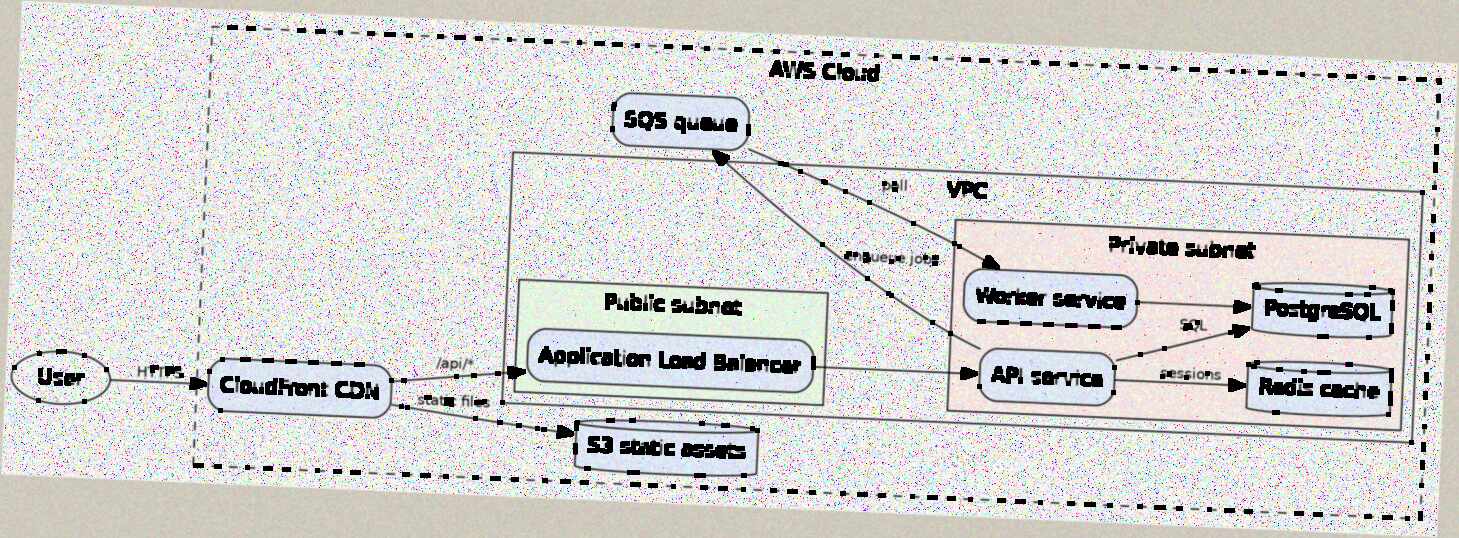 AWS Cloud
SQS queue
poll
VPC
enqueue jobs
Private subnet
Worker service
PostgreSQL
SQL
Public subnet
Application Load Balancer
API service
sessions
Redis cache
User
HTTPS
CloudFront CDN
/api/*
static files
S3 static assets